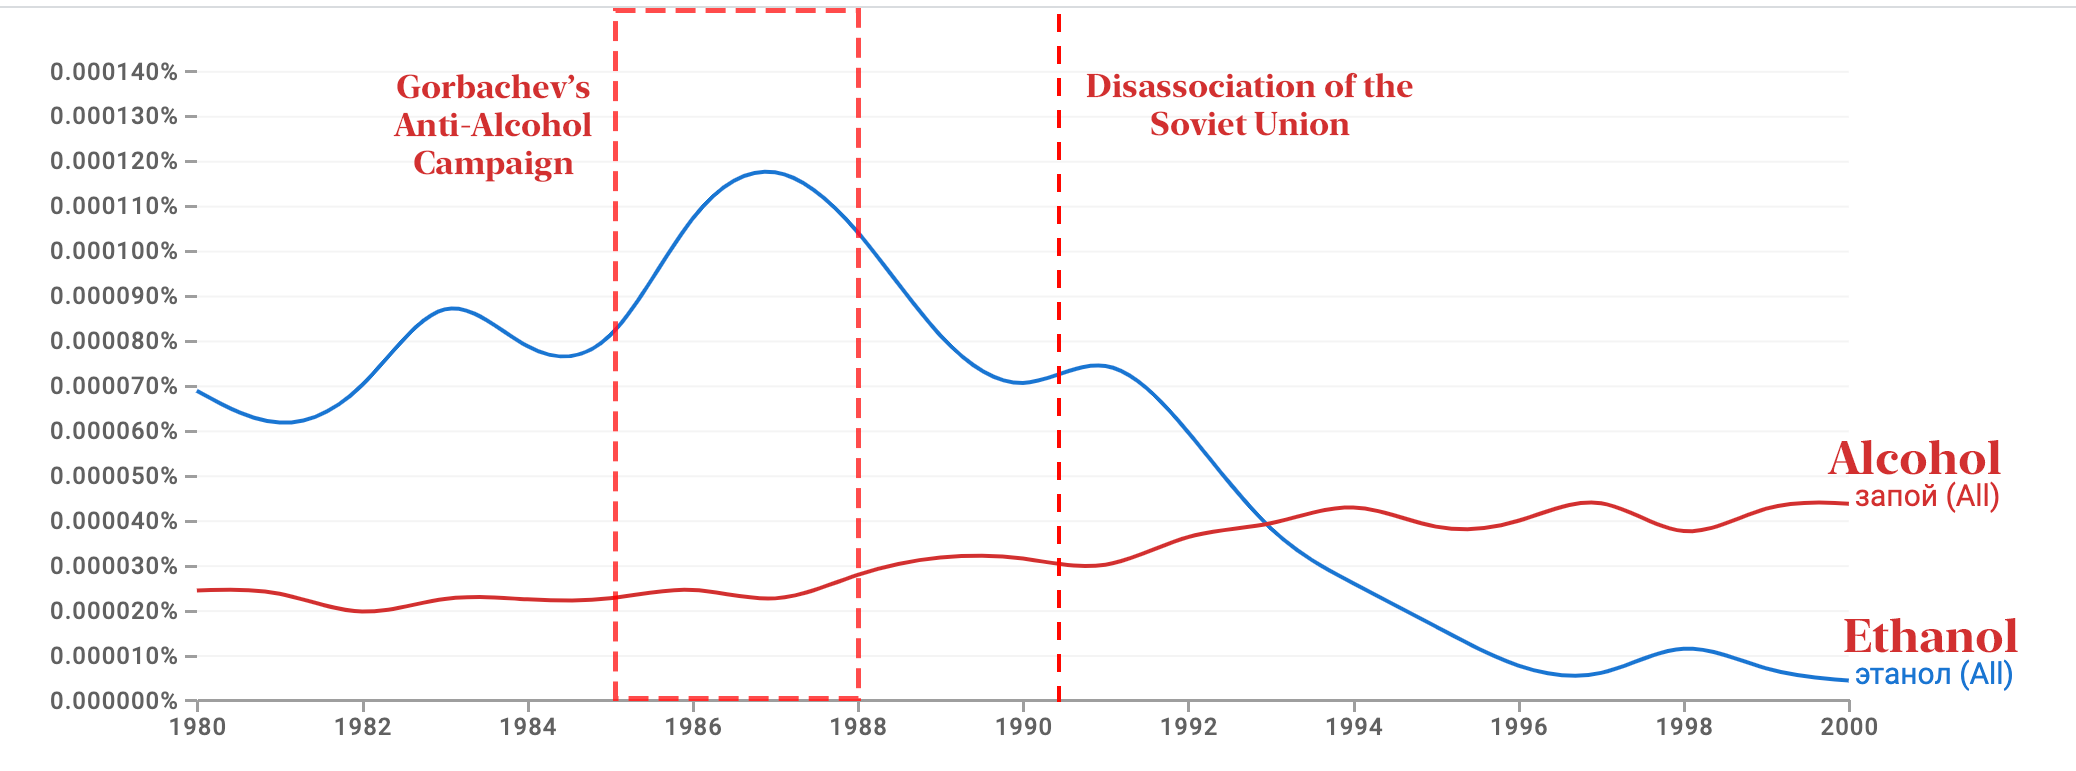 0.000140%
0.000130%
0.000120%
0.000110%
0.000100%
0.000090%
0.000080%
0.000070%
0.000060%
0.000050%
0.000040%
0.000030%
0.000020%
0.000010%
0.000000%
Gorbachev’s
Anti-Alcohol
Campaign
Disassociation of the
Soviet Union
Alcohol
запой (All)
Ethanol
этанол (All)
1980 1982 1984 1986 1988 1990 1992 1994 1996 1998 2000